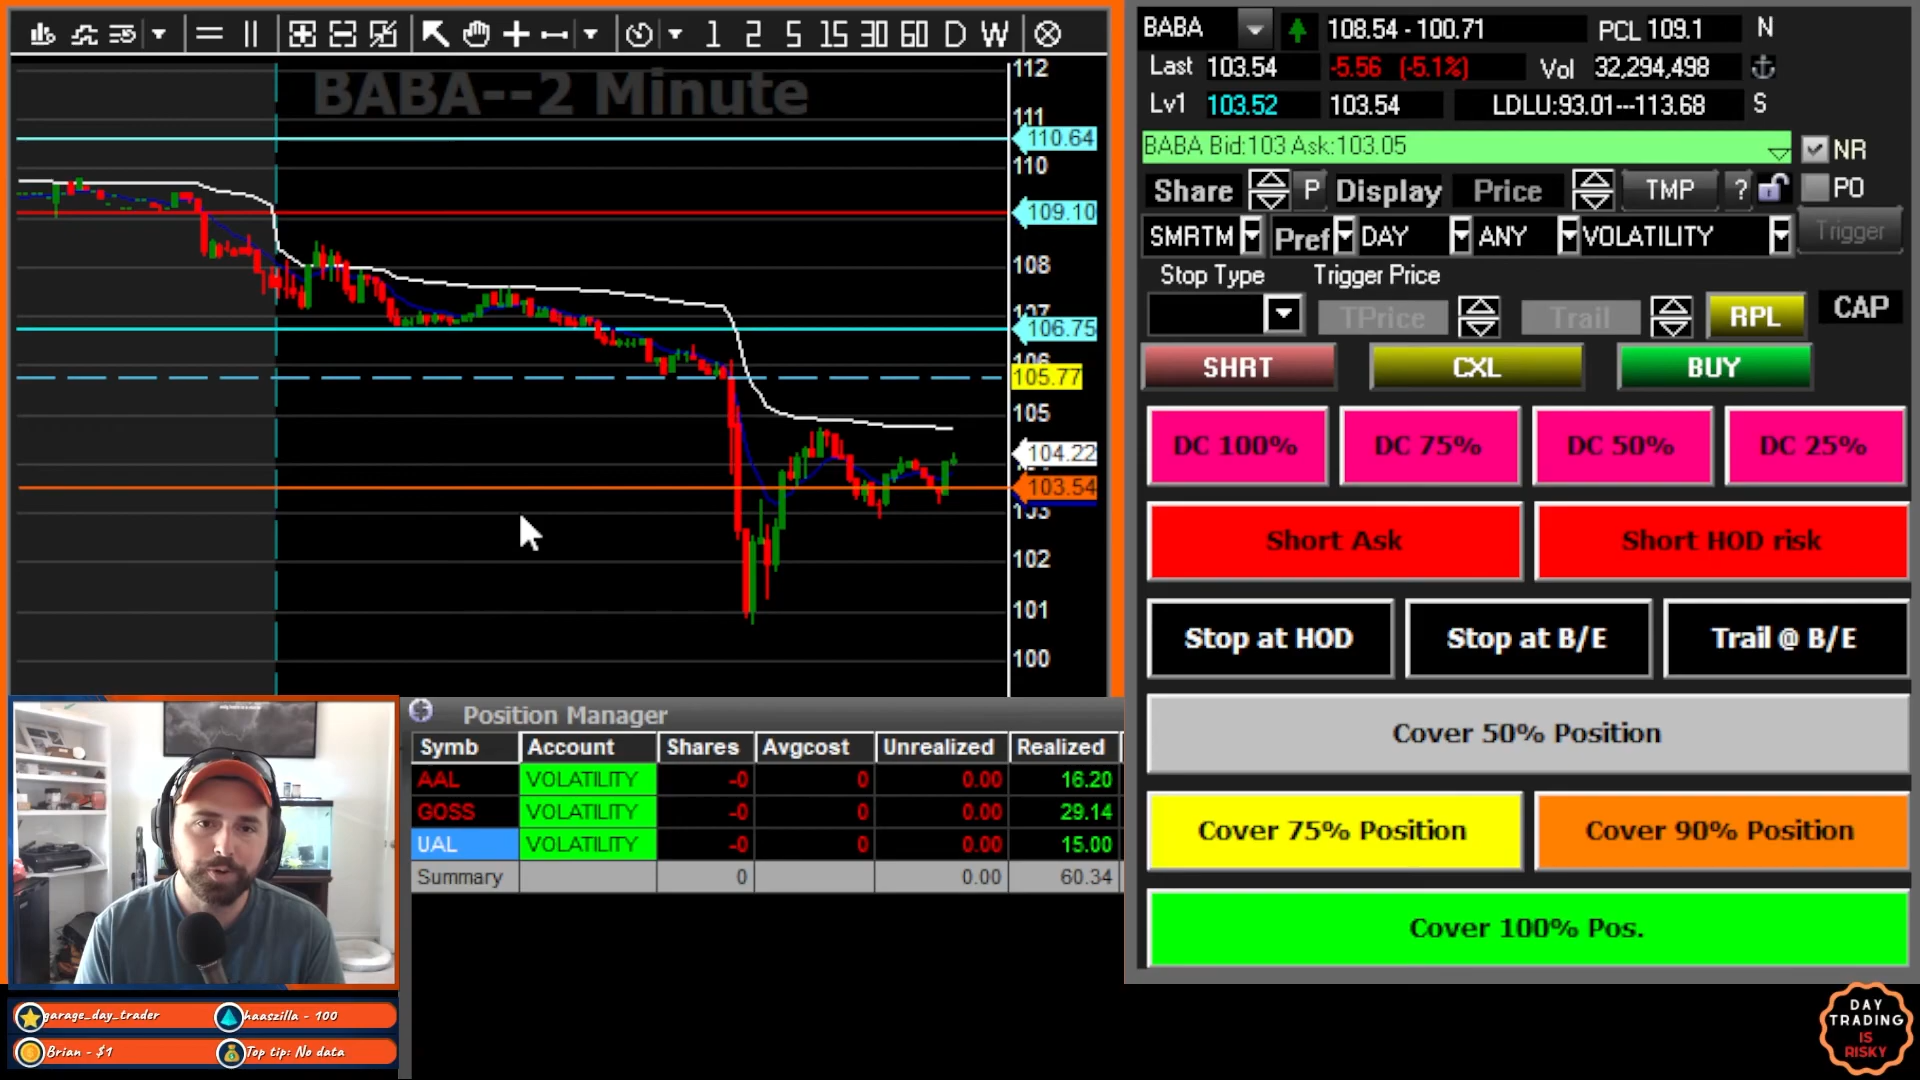 1 2 5 15 30 60 D W
BABA--2 Minute
112
111
110.64
110
109.10
108
107
106.75
106
105.77
105
104.22
103.54
103
102
101
100
BABA 108.54 - 100.71 PCL 109.1 N
Last 103.54 -5.56 (-5.1%) Vol 32,294,498
Lv1 103.52 103.54 LDLU:93.01---113.68 S
BABA Bid:103 Ask:103.05 NR
Share P Display Price TMP ? PO
SMRTM Pref DAY ANY VOLATILITY Trigger
Stop Type Trigger Price
TPrice Trail RPL CAP
SHRT CXL BUY
DC 100% DC 75% DC 50% DC 25%
Short Ask Short HOD risk
Stop at HOD Stop at B/E Trail @ B/E
Cover 50% Position
Cover 75% Position Cover 90% Position
Cover 100% Pos.
Position Manager
Symb Account Shares Avgcost Unrealized Realized
AAL VOLATILITY -0 0 0.00 16.20
GOSS VOLATILITY -0 0 0.00 29.14
UAL VOLATILITY -0 0 0.00 15.00
Summary 0 0.00 60.34
garage_day_trader haaszilla - 100
Brian - $1 Top tip: No data
DAY
TRADING
IS
RISKY